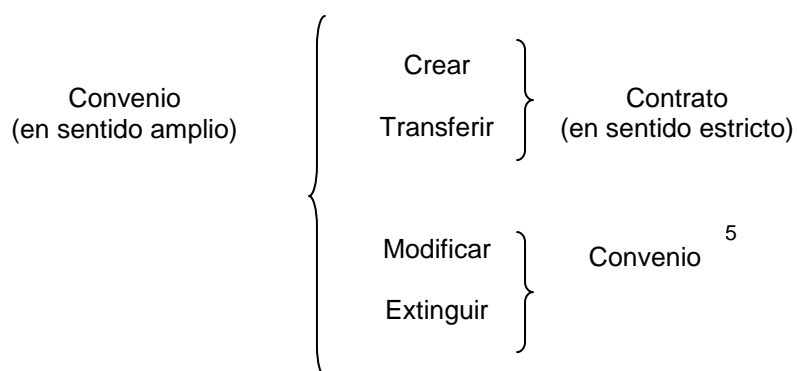 Convenio
(en sentido amplio)
Crear
Transferir
Contrato
(en sentido estricto)
Modificar
Extinguir
Convenio 5